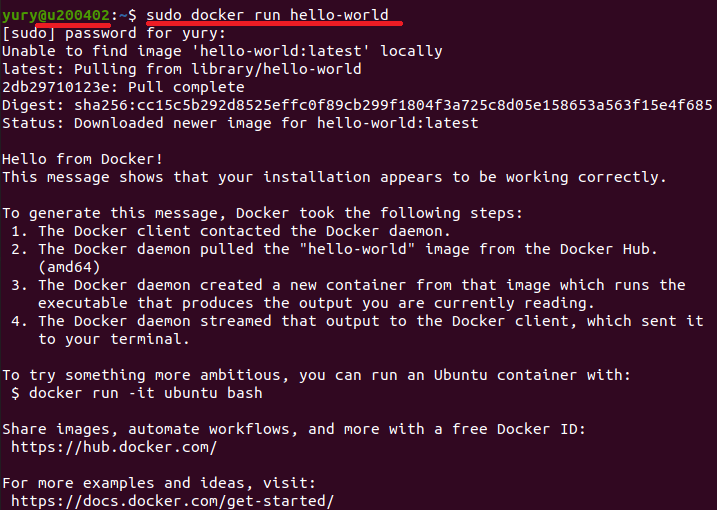 yury@u200402:~$ sudo docker run hello-world
[sudo] password for yury:
Unable to find image 'hello-world:latest' locally
latest: Pulling from library/hello-world
2db29710123e: Pull complete
Digest: sha256:cc15c5b292d8525effc0f89cb299f1804f3a725c8d05e158653a563f15e4f685
Status: Downloaded newer image for hello-world:latest
Hello from Docker!
This message shows that your installation appears to be working correctly.
To generate this message, Docker took the following steps:
1. The Docker client contacted the Docker daemon.
2. The Docker daemon pulled the "hello-world" image from the Docker Hub.
(amd64)
3. The Docker daemon created a new container from that image which runs the
executable that produces the output you are currently reading.
4. The Docker daemon streamed that output to the Docker client, which sent it
to your terminal.
To try something more ambitious, you can run an Ubuntu container with:
$ docker run -it ubuntu bash
Share images, automate workflows, and more with a free Docker ID:
https://hub.docker.com/
For more examples and ideas, visit:
https://docs.docker.com/get-started/